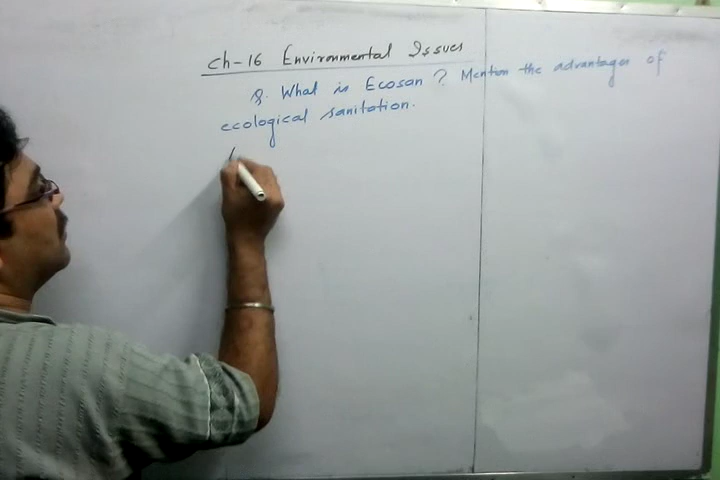 Ch-16 Environmental Issues
Q. What is Ecosan? Mention the advantages of
ecological sanitation.